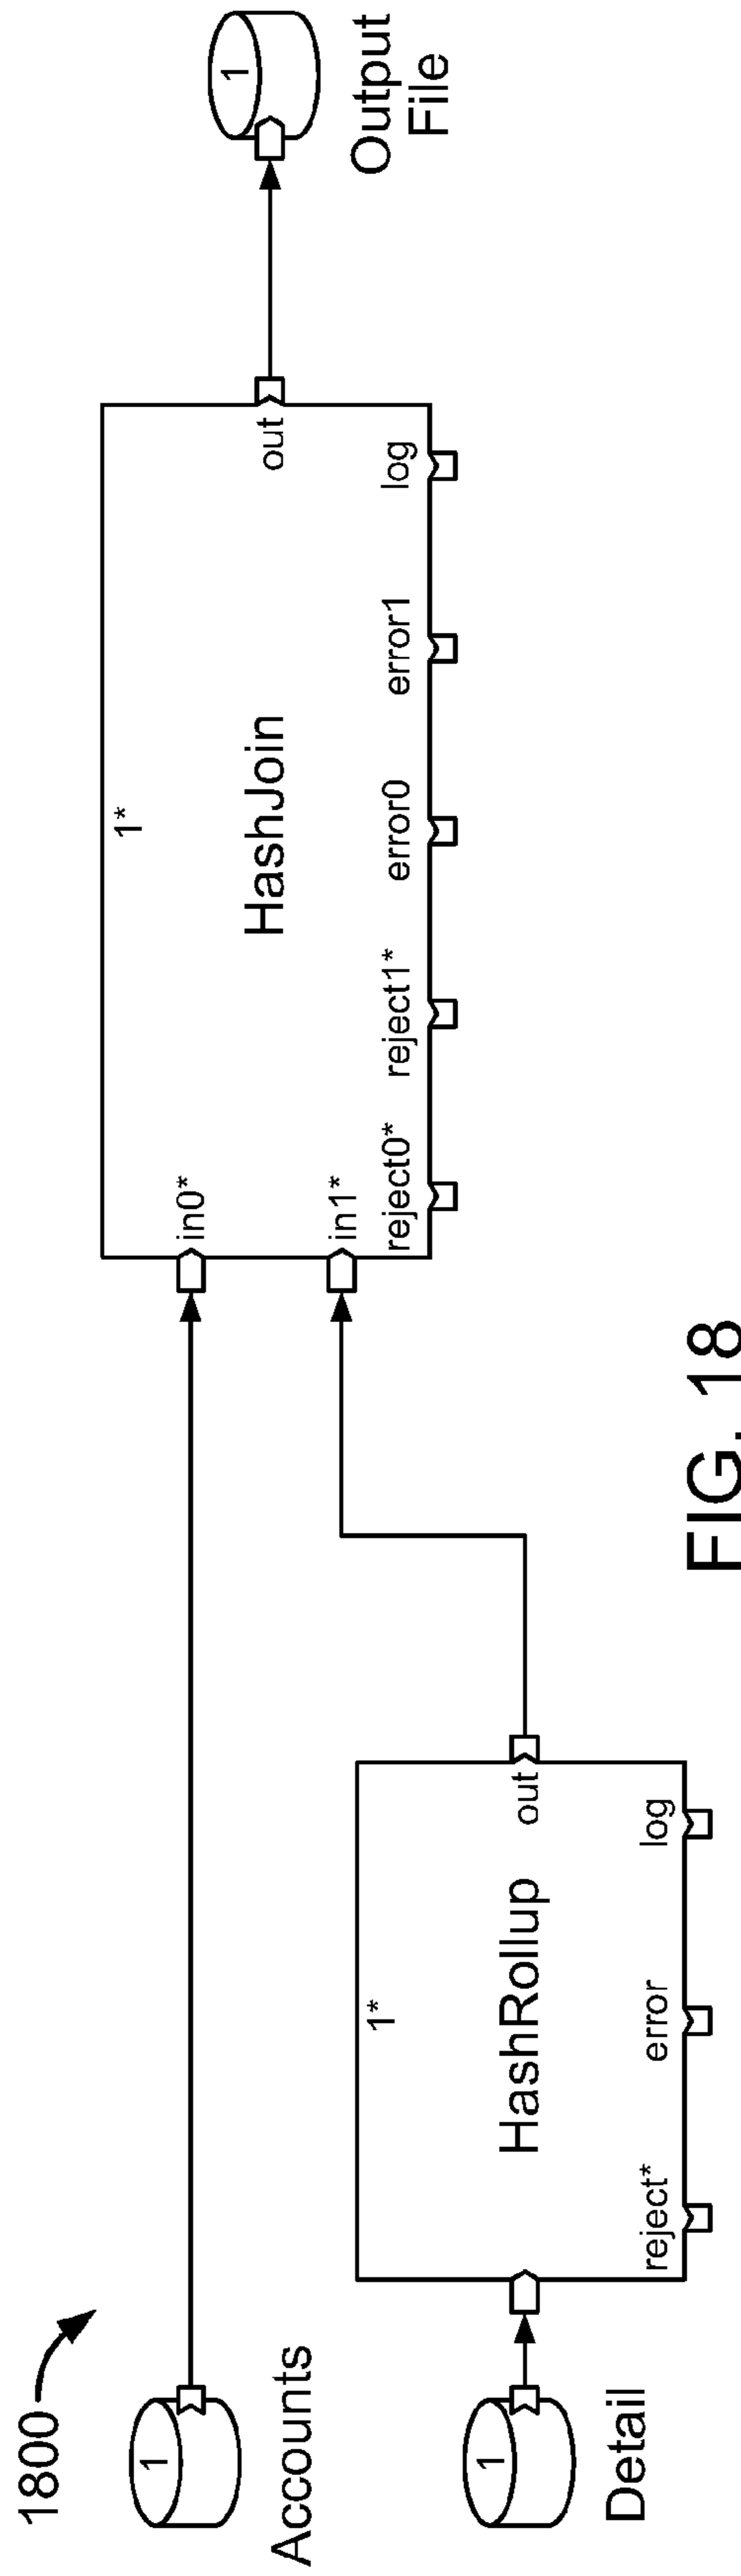 1800
1
Accounts
in0*
1*
HashJoin
out
in1*
reject0*
reject1*
error0
error1
log
1
Output
File
1
Detail
1*
HashRollup
out
reject*
error
log
FIG. 18